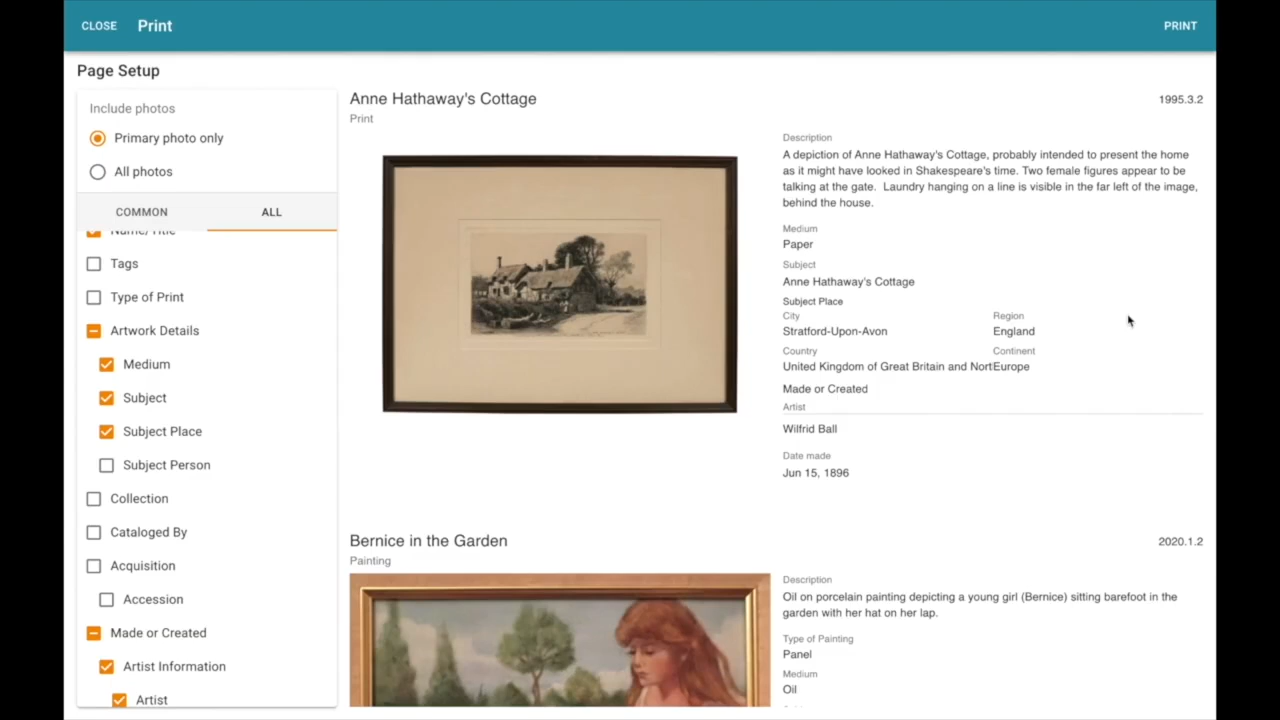 CLOSE
Print
PRINT
Page Setup
Include photos
Primary photo only
All photos
COMMON
ALL
Name/Title
Tags
Type of Print
Artwork Details
Medium
Subject
Subject Place
Subject Person
Collection
Cataloged By
Acquisition
Accession
Made or Created
Artist Information
Artist
Anne Hathaway's Cottage
1995.3.2
Print
Description
A depiction of Anne Hathaway's Cottage, probably intended to present the home
as it might have looked in Shakespeare's time. Two female figures appear to be
talking at the gate. Laundry hanging on a line is visible in the far left of the image,
behind the house.
Medium
Paper
Subject
Anne Hathaway's Cottage
Subject Place
City
Region
Stratford-Upon-Avon
England
Country
Continent
United Kingdom of Great Britain and Nort
Europe
Made or Created
Artist
Wilfrid Ball
Date made
Jun 15, 1896
Bernice in the Garden
2020.1.2
Painting
Description
Oil on porcelain painting depicting a young girl (Bernice) sitting barefoot in the
garden with her hat on her lap.
Type of Painting
Panel
Medium
Oil